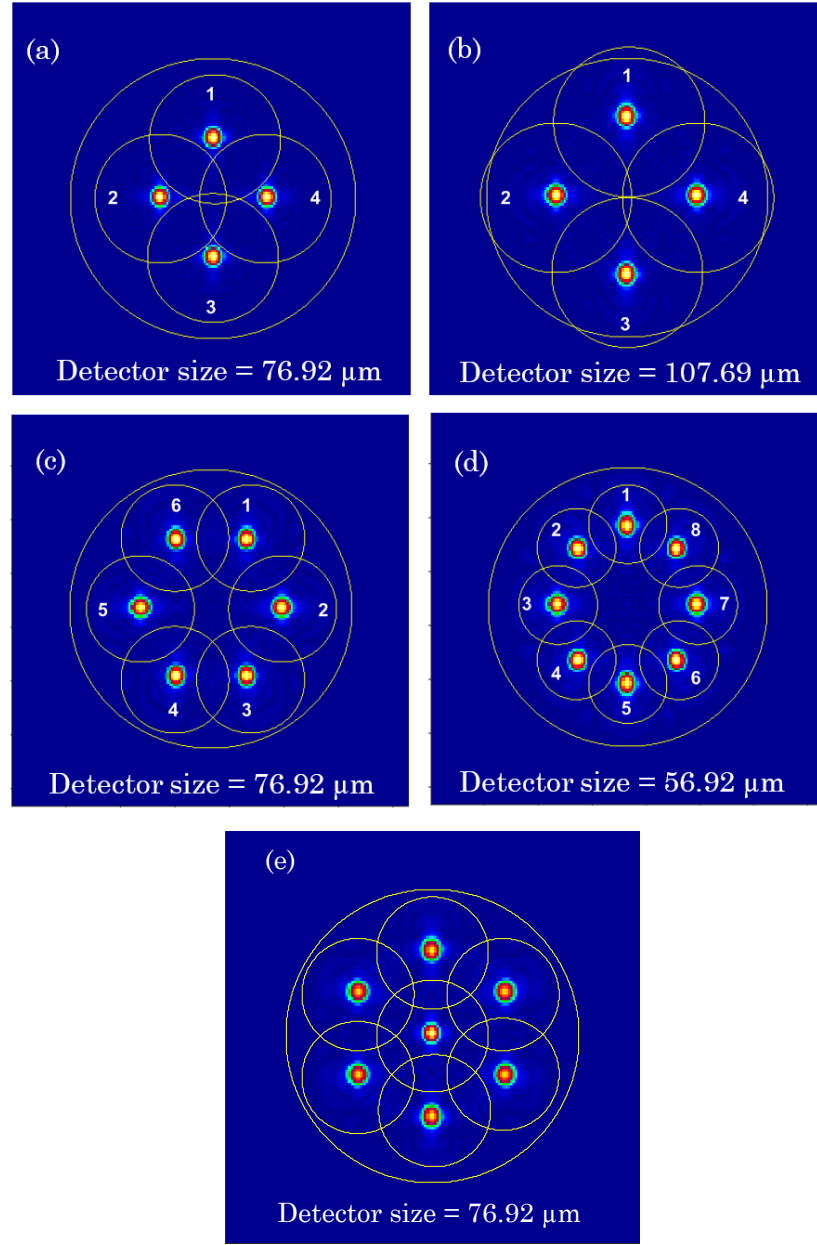 (a)
1
2
4
3
Detector size = 76.92 µm
(b)
1
2
4
3
Detector size = 107.69 µm
(c)
6
1
5
2
4
3
Detector size = 76.92 µm
(d)
1
2
8
3
7
4
6
5
Detector size = 56.92 µm
(e)
Detector size = 76.92 µm